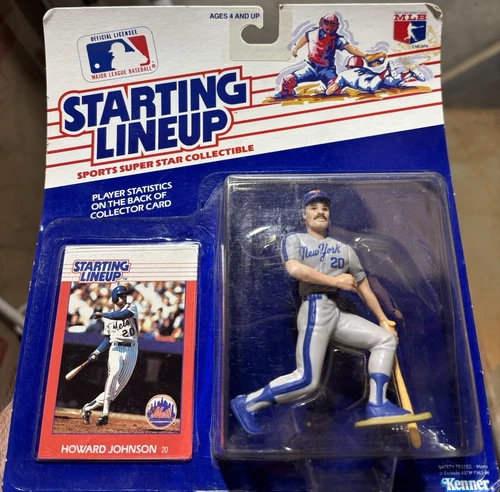 AGES 4 AND UP
OFFICIAL LICENSEE
MAJOR LEAGUE BASEBALL
MLB
STARTING
LINEUP
SPORTS SUPER STAR COLLECTIBLE
PLAYER STATISTICS
ON THE BACK OF
COLLECTOR CARD
STARTING
LINEUP
Mets
20
Mets
HOWARD JOHNSON 20
New York
20
Kenner